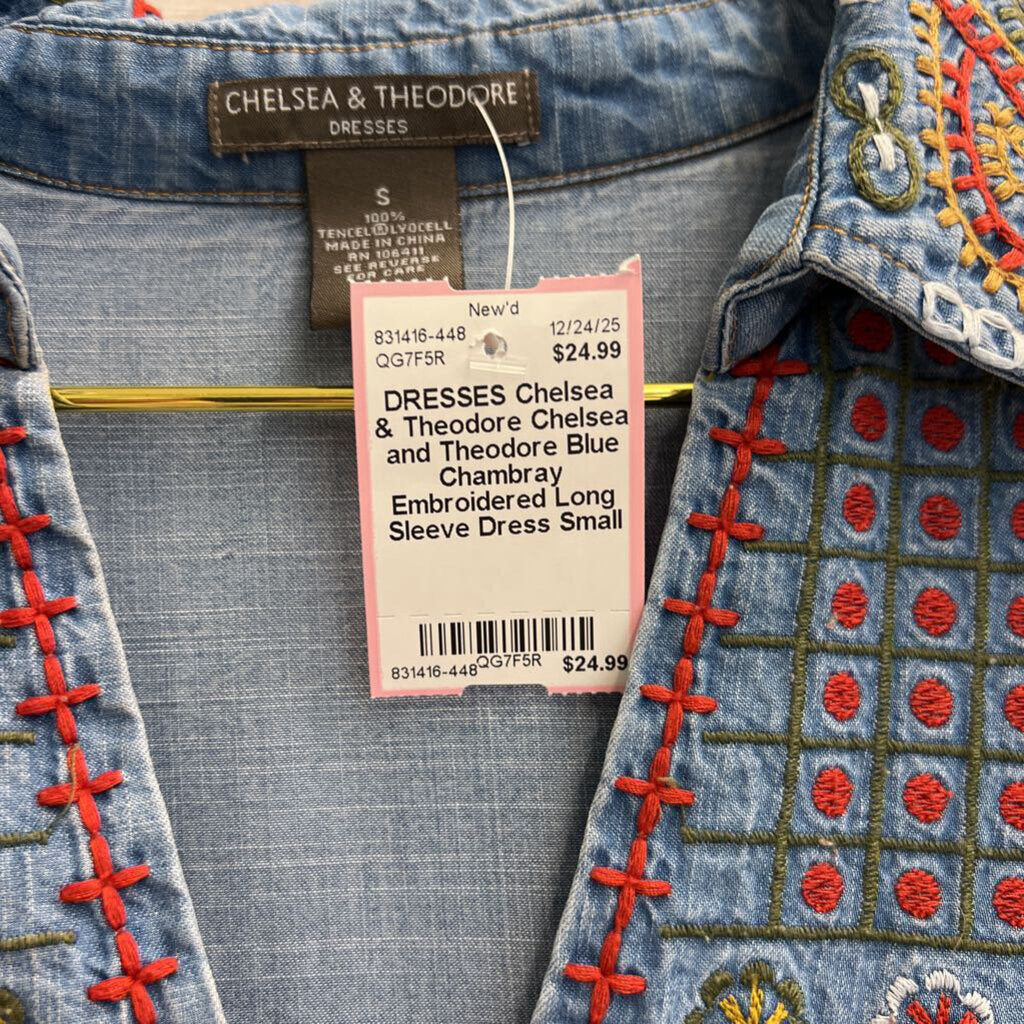 CHELSEA & THEODORE
DRESSES
S
100%
TENCEL®LYOCELL
MADE IN CHINA
RN 106411
SEE REVERSE
FOR CARE
New'd
831416-448 12/24/25
QG7F5R $24.99
DRESSES Chelsea
& Theodore Chelsea
and Theodore Blue
Chambray
Embroidered Long
Sleeve Dress Small
831416-448 QG7F5R $24.99